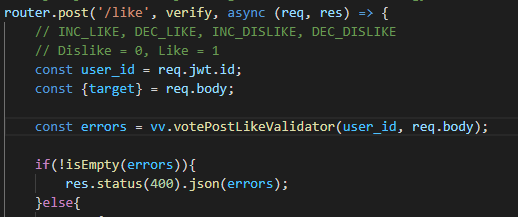 router.post('/like', verify, async (req, res) => {
// INC_LIKE, DEC_LIKE, INC_DISLIKE, DEC_DISLIKE
// Dislike = 0, Like = 1
const user_id = req.jwt.id;
const {target} = req.body;
const errors = vv.votePostLikeValidator(user_id, req.body);
if(!isEmpty(errors)){
res.status(400).json(errors);
}else{